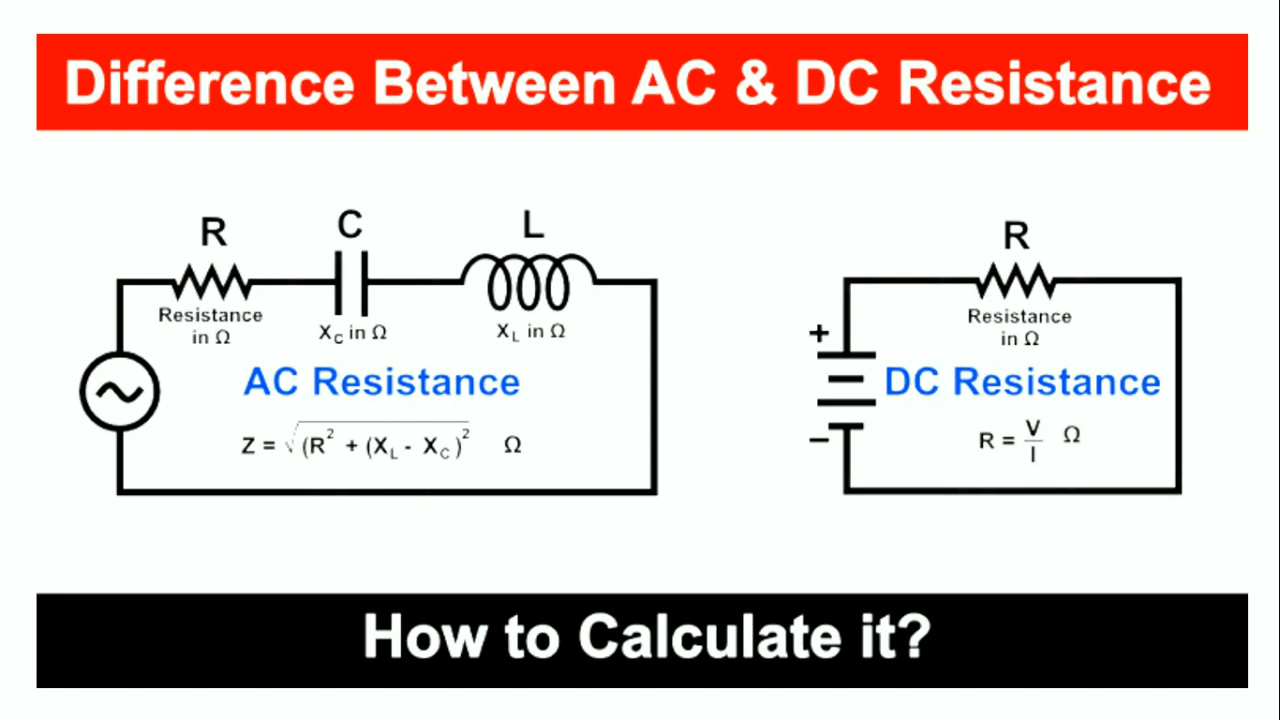 Difference Between AC & DC Resistance
R
C
L
Resistance
in Ω
X_C in Ω
X_L in Ω
AC Resistance
Z = √(R² + (X_L - X_C)² Ω
R
Resistance
in Ω
+
DC Resistance
−
R = V/I Ω
How to Calculate it?